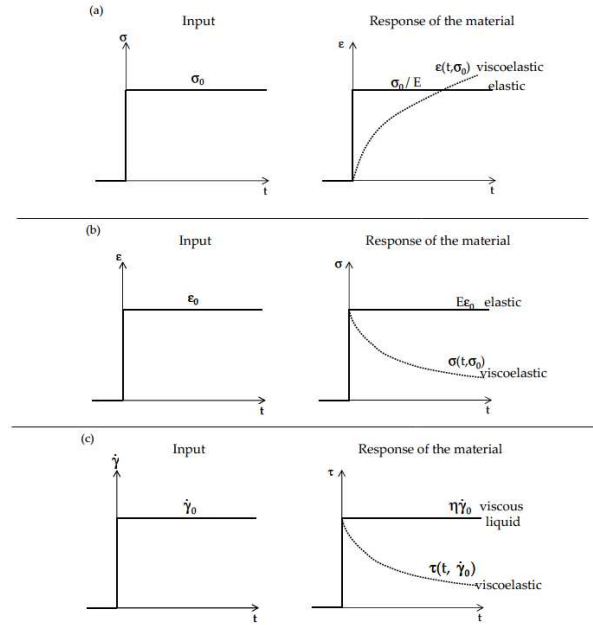 (a)
Input
Response of the material
σ
σ₀
t
ε
ε(t,σ₀) viscoelastic
σ₀/ E
elastic
t
(b)
Input
Response of the material
ε
ε₀
t
σ
Eε₀ elastic
σ(t,σ₀)
viscoelastic
t
(c)
Input
Response of the material
γ̇
γ̇₀
t
τ
ηγ̇₀ viscous
liquid
τ(t, γ̇₀)
viscoelastic
t